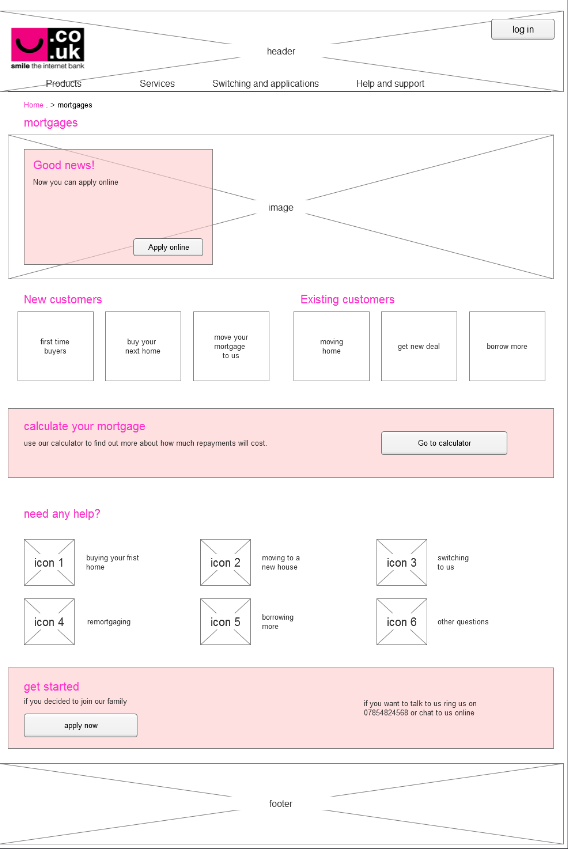 log in
.co
.uk
smile the internet bank
header
Products Services Switching and applications Help and support
Home . > mortgages
mortgages
Good news!
Now you can apply online
Apply online
image
New customers
Existing customers
first time
buyers
buy your
next home
move your
mortgage
to us
moving
home
get new deal
borrow more
calculate your mortgage
use our calculator to find out more about how much repayments will cost.
Go to calculator
need any help?
icon 1
buying your frist
home
icon 2
moving to a
new house
icon 3
switching
to us
icon 4
remortgaging
icon 5
borrowing
more
icon 6
other questions
get started
if you decided to join our family
apply now
if you want to talk to us ring us on
07854824568 or chat to us online
footer